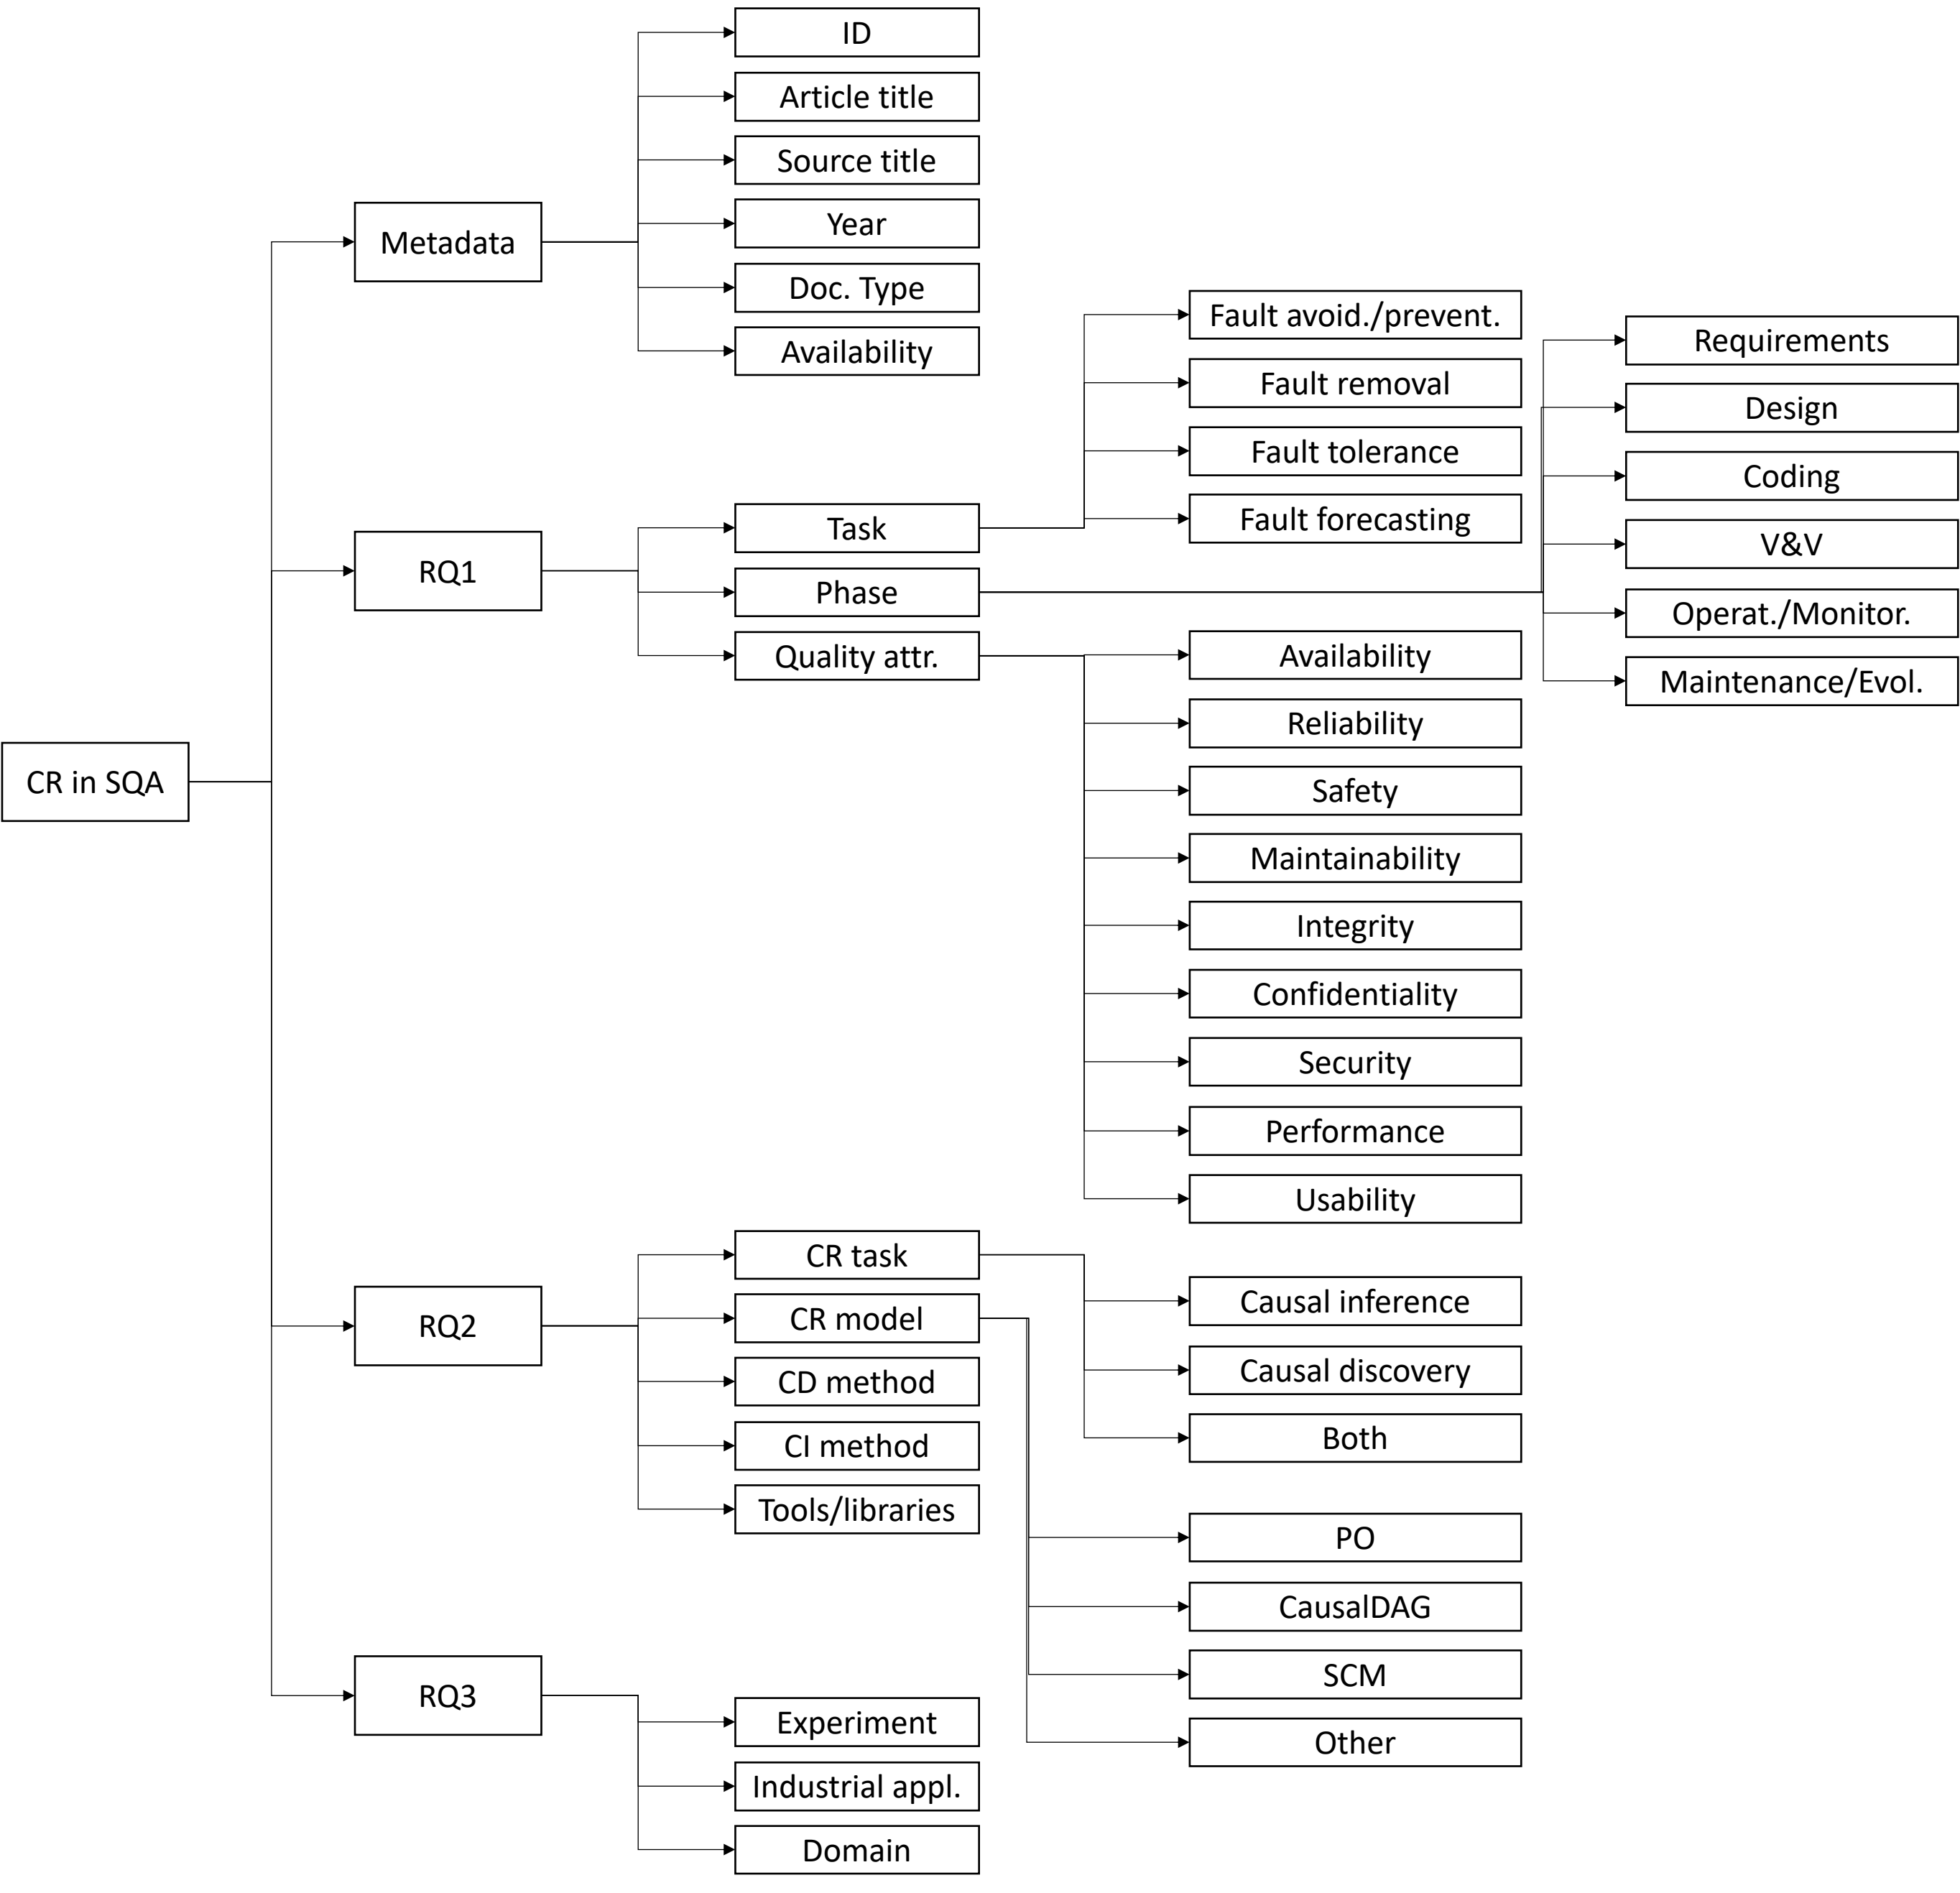 CR in SQA
Metadata
ID
Article title
Source title
Year
Doc. Type
Availability
RQ1
Task
Fault avoid./prevent.
Fault removal
Fault tolerance
Fault forecasting
Phase
Requirements
Design
Coding
V&V
Operat./Monitor.
Maintenance/Evol.
Quality attr.
Availability
Reliability
Safety
Maintainability
Integrity
Confidentiality
Security
Performance
Usability
RQ2
CR task
Causal inference
Causal discovery
Both
CR model
PO
CausalDAG
SCM
Other
CD method
CI method
Tools/libraries
RQ3
Experiment
Industrial appl.
Domain